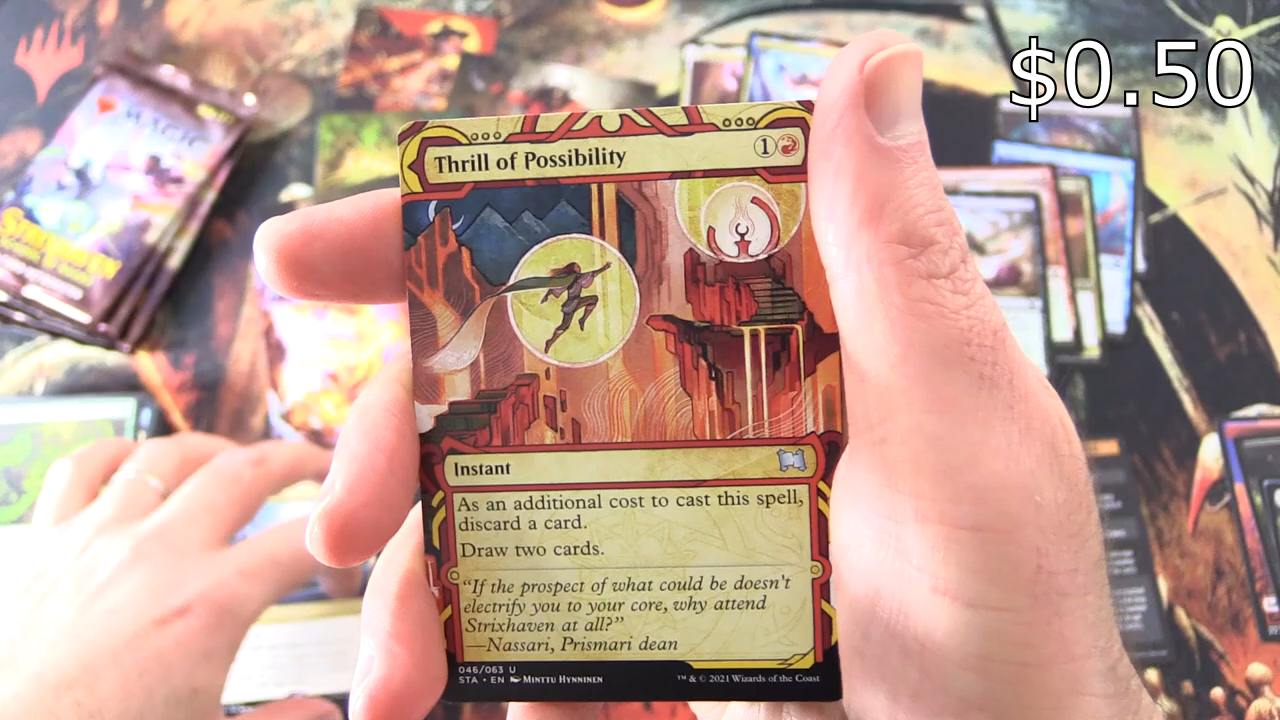 $0.50
MAGIC
STRIXHAVEN
Thrill of Possibility 1
Instant
As an additional cost to cast this spell,
discard a card.
Draw two cards.
“If the prospect of what could be doesn't
electrify you to your core, why attend
Strixhaven at all?”
—Nassari, Prismari dean
046/063 U
STA • EN Minttu Hynninen
™ & © 2021 Wizards of the Coast